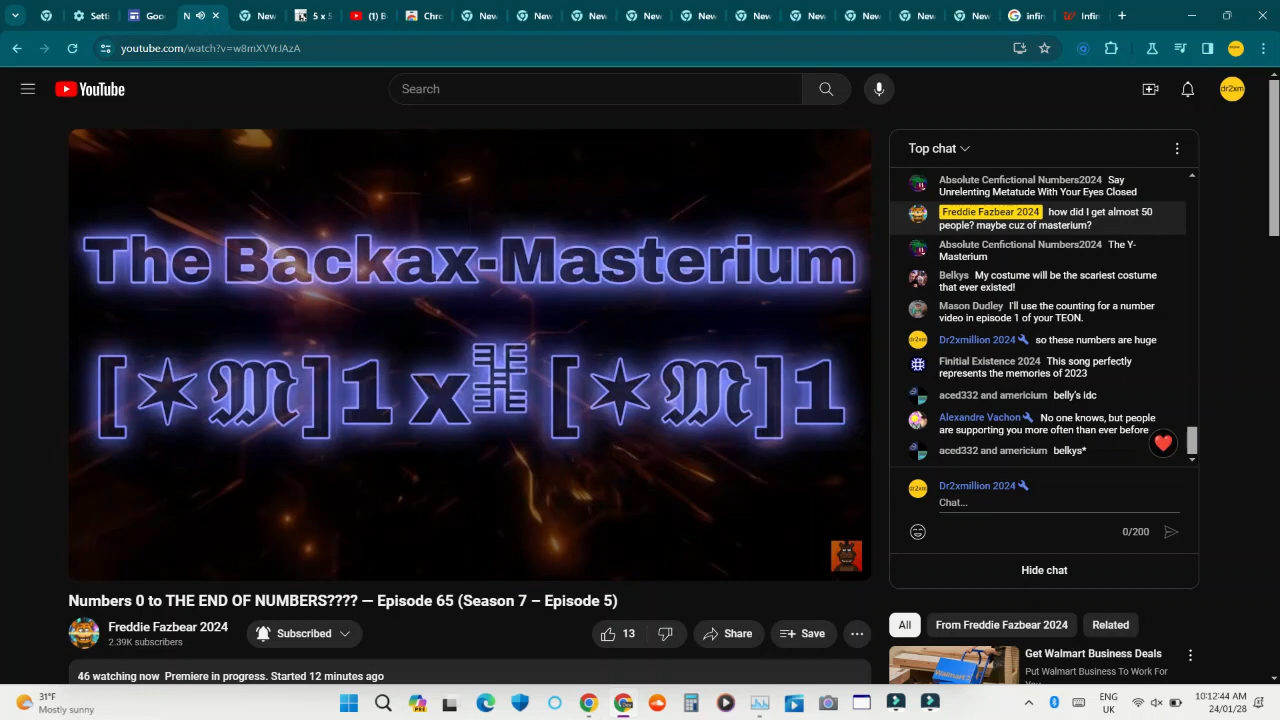 Setti
Goo
N
New
5 x 5
(1) B
Chro
New
New
New
New
New
New
New
New
New
New
infin
Infin
youtube.com/watch?v=w8mXVYrJAzA
YouTube
Search
dr2xm
The Backax-Masterium
[✶𝔐]1 x [✶𝔐]1
Top chat
Absolute Cenfictional Numbers2024 Say
Unrelenting Metatude With Your Eyes Closed
Freddie Fazbear 2024 how did I get almost 50
people? maybe cuz of masterium?
Absolute Cenfictional Numbers2024 The Y-
Masterium
Belkys My costume will be the scariest costume
that ever existed!
Mason Dudley I'll use the counting for a number
video in episode 1 of your TEON.
Dr2xmillion 2024 so these numbers are huge
Finitial Existence 2024 This song perfectly
represents the memories of 2023
aced332 and americium belly's idc
Alexandre Vachon No one knows, but people
are supporting you more often than ever before
aced332 and americium belkys*
Dr2xmillion 2024
Chat...
0/200
Hide chat
Numbers 0 to THE END OF NUMBERS???? — Episode 65 (Season 7 – Episode 5)
Freddie Fazbear 2024
2.39K subscribers
Subscribed
13
Share
Save
46 watching now Premiere in progress. Started 12 minutes ago
All
From Freddie Fazbear 2024
Related
Get Walmart Business Deals
Put Walmart Business To Work For
You
31°F
Mostly sunny
ENG
UK
10:12:44 AM
24/01/28